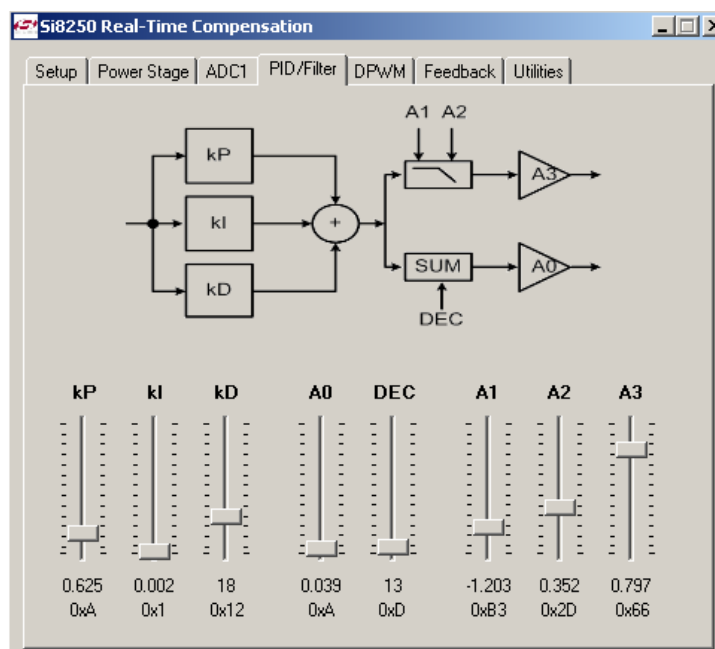 Si8250 Real-Time Compensation
Setup Power Stage ADC1 PID/Filter DPWM Feedback Utilities
A1 A2
kP
A3
kI
+
kD
SUM
A0
DEC
kP kI kD A0 DEC A1 A2 A3
0.625 0.002 18 0.039 13 -1.203 0.352 0.797
0xA 0x1 0x12 0xA 0xD 0xB3 0x2D 0x66